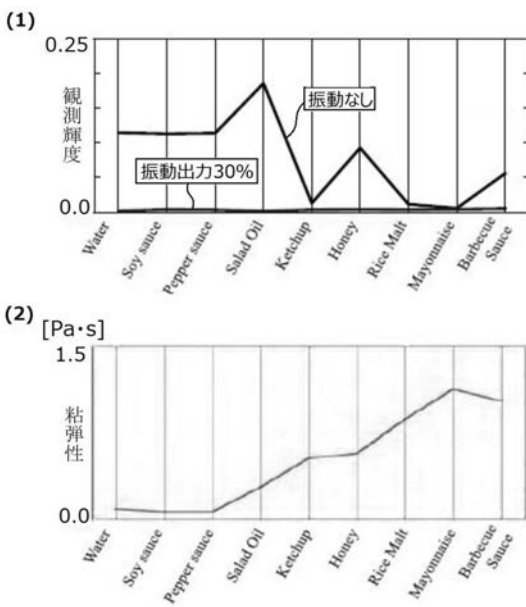 (1)
0.25
観測輝度
振動なし
振動出力30%
0.0
Water
Soy sauce
Pepper sauce
Salad Oil
Ketchup
Honey
Rice Malt
Mayonnaise
Barbecue
Sauce
(2)
[Pa・s]
1.5
粘弾性
0.0
Water
Soy sauce
Pepper sauce
Salad Oil
Ketchup
Honey
Rice Malt
Mayonnaise
Barbecue
Sauce